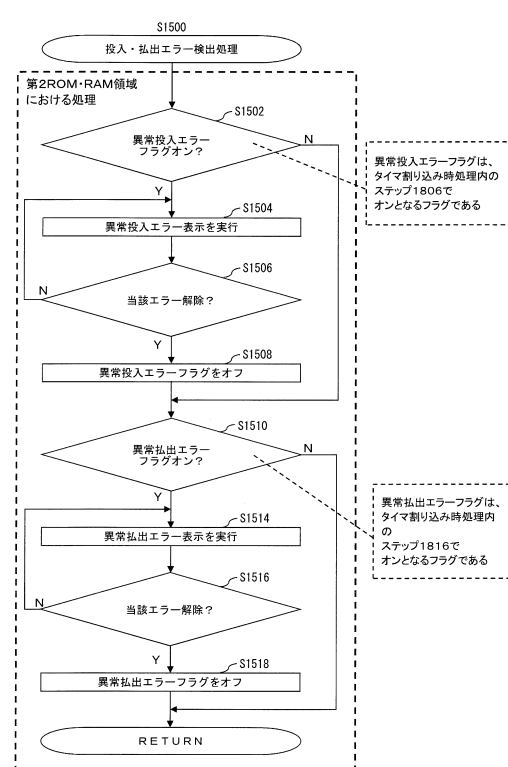 S1500
投入・払出エラー検出処理
第2ROM・RAM領域
における処理
S1502
異常投入エラー
フラグオン？
N
Y
異常投入エラーフラグは、
タイマ割り込み時処理内の
ステップ1806で
オンとなるフラグである
S1504
異常投入エラー表示を実行
S1506
当該エラー解除？
N
Y
S1508
異常投入エラーフラグをオフ
S1510
異常払出エラー
フラグオン？
N
Y
異常払出エラーフラグは、
タイマ割り込み時処理内
の
ステップ1816で
オンとなるフラグである
S1514
異常払出エラー表示を実行
S1516
当該エラー解除？
N
Y
S1518
異常払出エラーフラグをオフ
RETURN